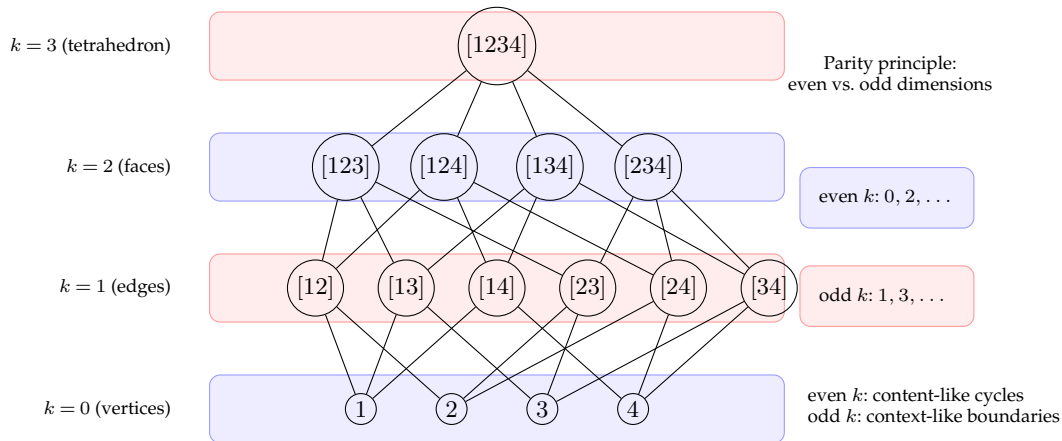 k = 3 (tetrahedron)
[1234]
Parity principle:
even vs. odd dimensions
k = 2 (faces)
[123] [124] [134] [234]
even k: 0, 2, . . .
k = 1 (edges)
[12] [13] [14] [23] [24] [34]
odd k: 1, 3, . . .
k = 0 (vertices)
1 2 3 4
even k: content-like cycles
odd k: context-like boundaries